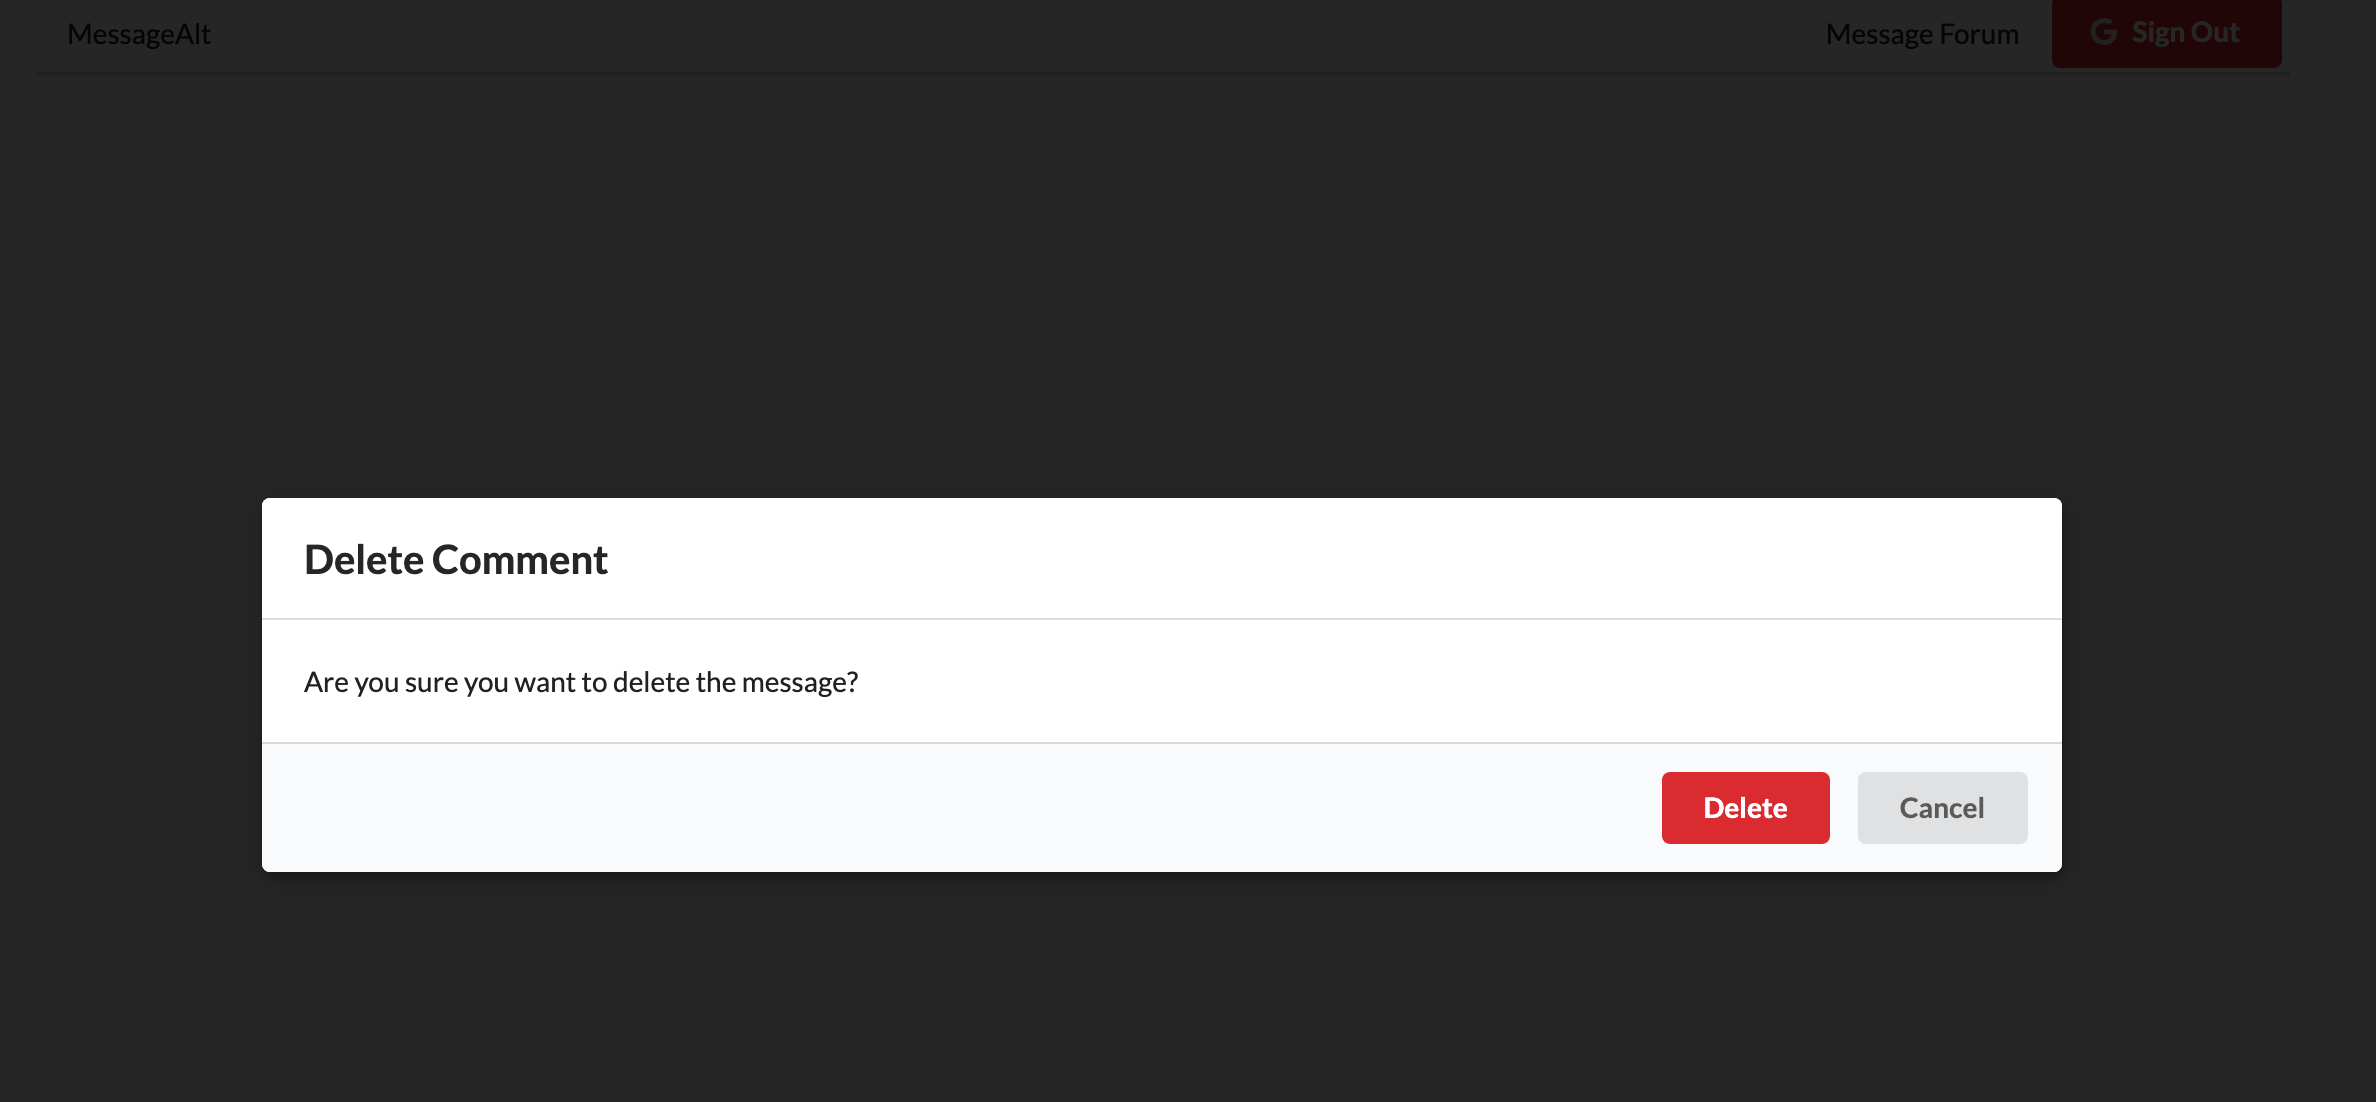 MessageAlt
Message Forum
Sign Out
Delete Comment
Are you sure you want to delete the message?
Delete
Cancel